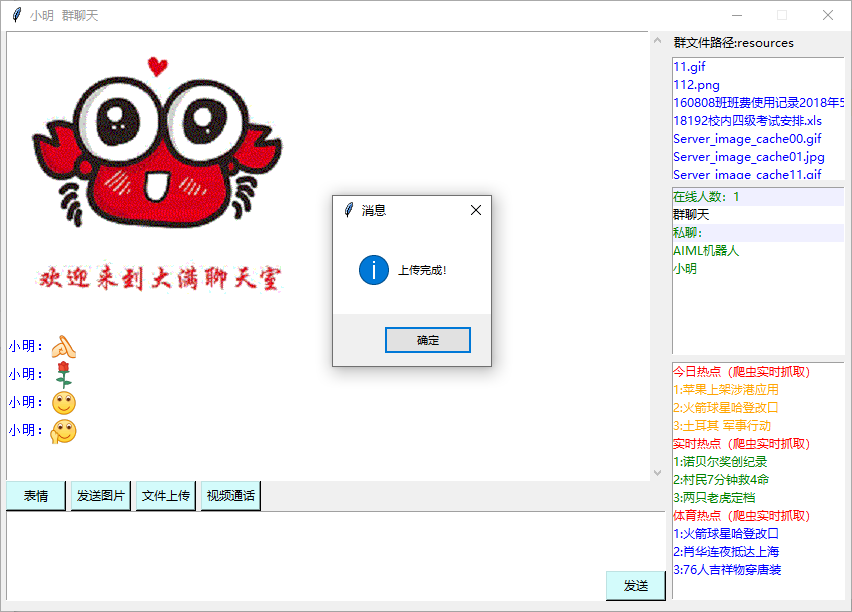 小明 群聊天
欢迎来到大满聊天室
小明：
小明：
小明：
小明：
表情
发送图片
文件上传
视频通话
发送
消息
上传完成!
确定
群文件路径:resources
11.gif
112.png
160808班班费使用记录2018年5
18192校内四级考试安排.xls
Server_image_cache00.gif
Server_image_cache01.jpg
Server_image_cache11.gif
在线人数：1
群聊天
私聊：
AIML机器人
小明
今日热点（爬虫实时抓取）
1:苹果上架涉港应用
2:火箭球星哈登改口
3:土耳其 军事行动
实时热点（爬虫实时抓取）
1:诺贝尔奖创纪录
2:村民7分钟救4命
3:两只老虎定档
体育热点（爬虫实时抓取）
1:火箭球星哈登改口
2:肖华连夜抵达上海
3:76人吉祥物穿唐装